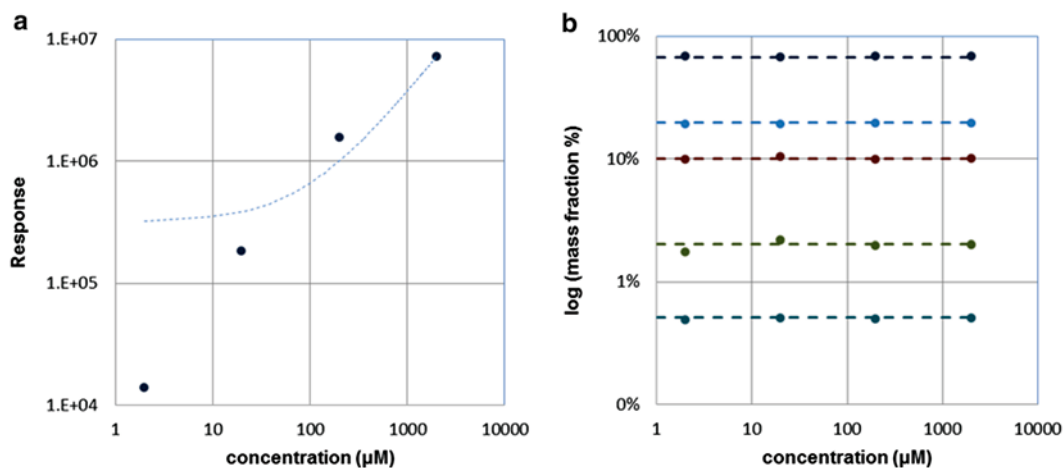 a
1.E+07
1.E+06
1.E+05
1.E+04
Response
1 10 100 1000 10000
concentration (µM)
b
100%
10%
1%
0%
log (mass fraction %)
1 10 100 1000 10000
concentration (µM)